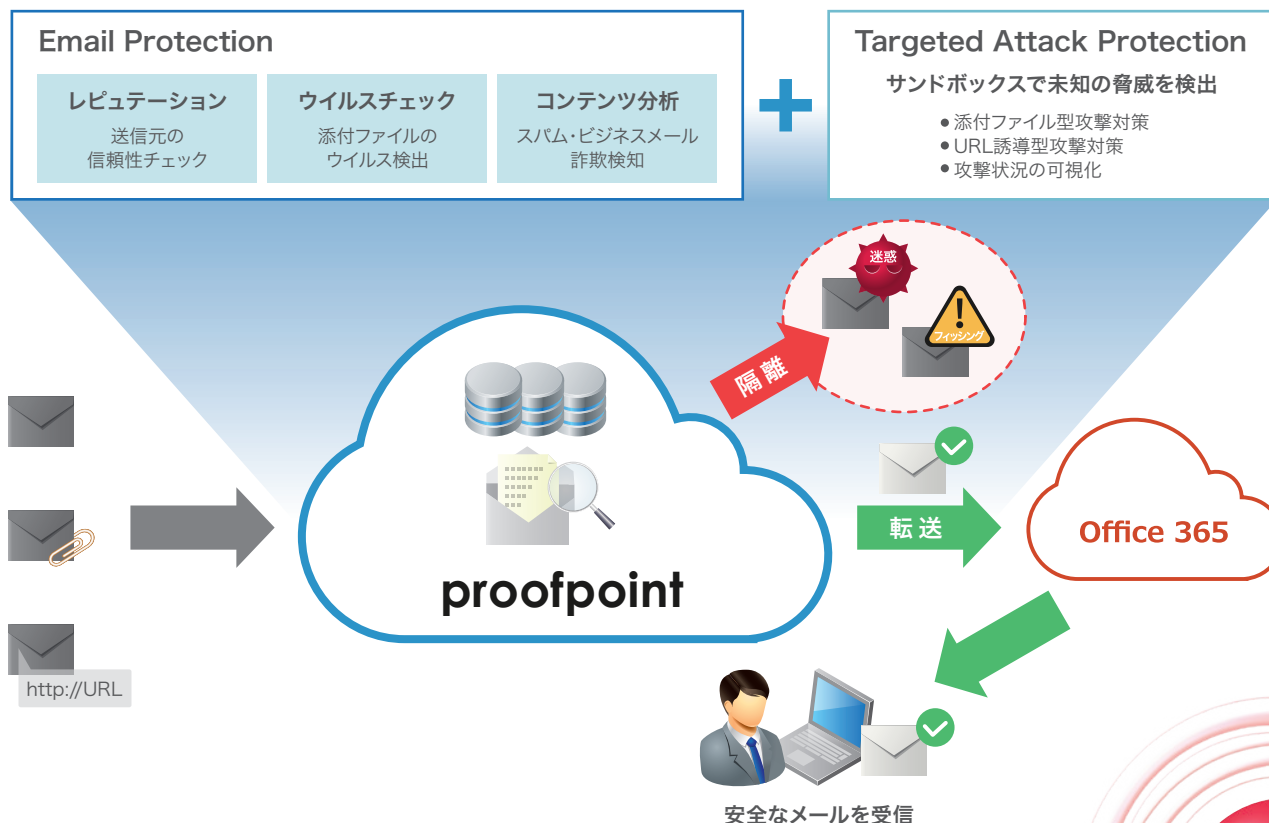 Email Protection
レピュテーション
送信元の
信頼性チェック
ウイルスチェック
添付ファイルの
ウイルス検出
コンテンツ分析
スパム・ビジネスメール
詐欺検知
Targeted Attack Protection
サンドボックスで未知の脅威を検出
●添付ファイル型攻撃対策
●URL誘導型攻撃対策
●攻撃状況の可視化
迷惑
!
フィッシング
隔離
転送
proofpoint
Office 365
http://URL
安全なメールを受信